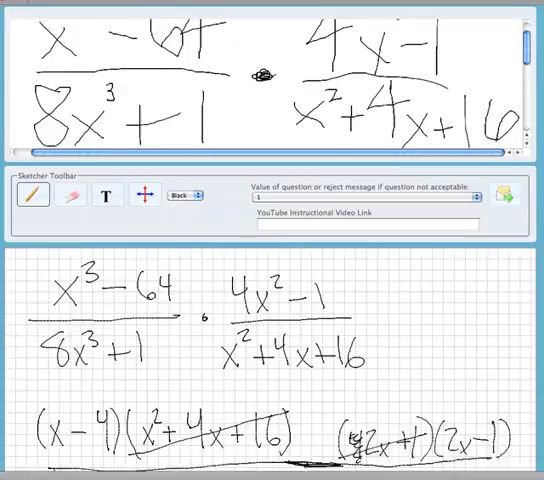 x - 64 4x - 1
8x³ + -1 x² + 4x + 16
Sketcher Toolbar
T Black
Value of question or reject message if question not acceptable:
1
YouTube Instructional Video Link
x³ - 64 · 4x² - 1
8x³ + 1 x² + 4x + 16
(x - 4)(x² + 4x + 16) (2x + 1)(2x - 1)